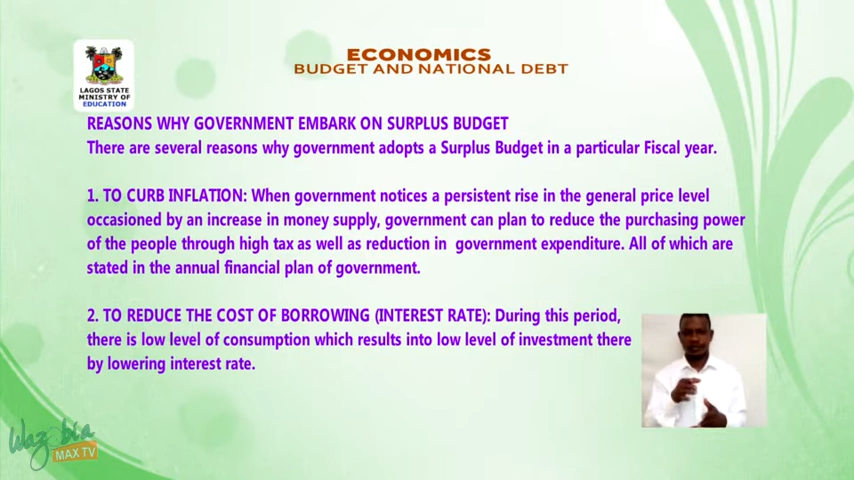 ECONOMICS
BUDGET AND NATIONAL DEBT
LAGOS STATE
MINISTRY OF
EDUCATION
REASONS WHY GOVERNMENT EMBARK ON SURPLUS BUDGET
There are several reasons why government adopts a Surplus Budget in a particular Fiscal year.
1. TO CURB INFLATION: When government notices a persistent rise in the general price level
occasioned by an increase in money supply, government can plan to reduce the purchasing power
of the people through high tax as well as reduction in government expenditure. All of which are
stated in the annual financial plan of government.
2. TO REDUCE THE COST OF BORROWING (INTEREST RATE): During this period,
there is low level of consumption which results into low level of investment there
by lowering interest rate.
Wazobia
MAX TV